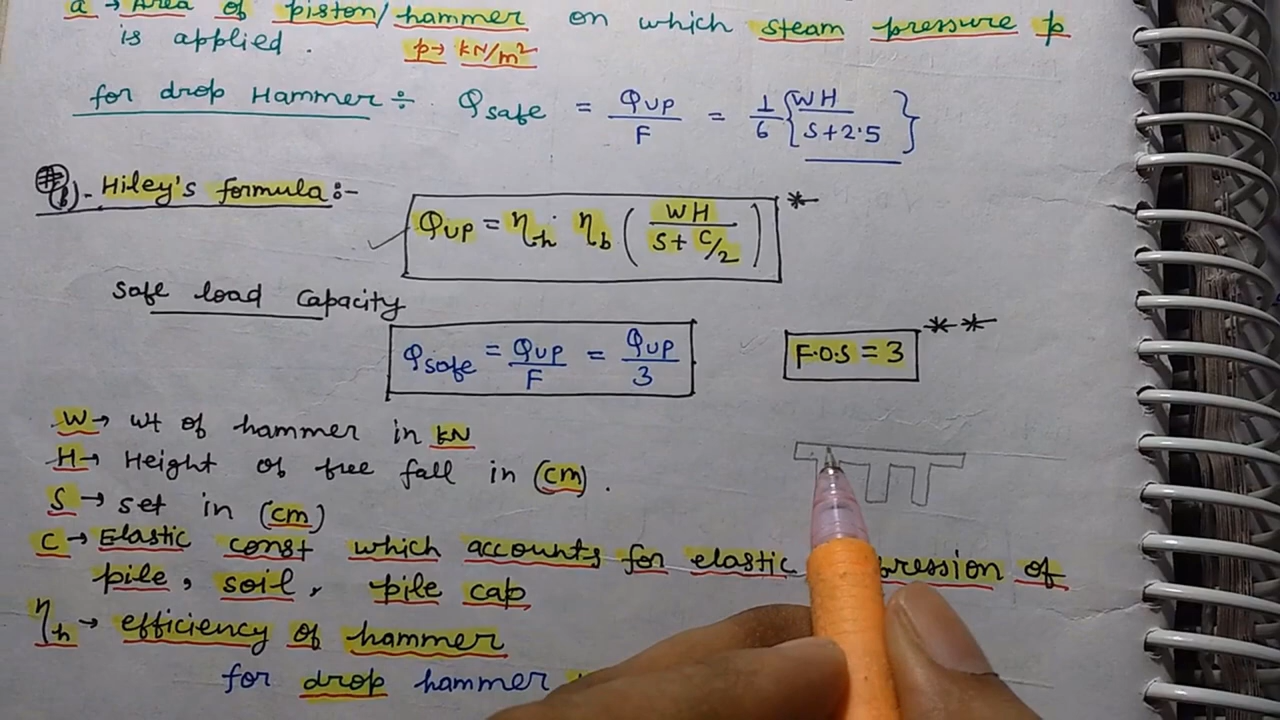 a → Area of piston/hammer on which steam pressure p
is applied. p→ kN/m²
for drop Hammer ÷ Qsafe = QUP/F = 1/6 {WH/(S+2.5)}
(b). Hiley's formula:-
QUP = ηh · ηb (WH/(S + C/2)) *
Safe load Capacity
Qsafe = QUP/F = QUP/3 F.O.S = 3 **
W→ wt of hammer in kN
H→ Height of free fall in (cm).
S → set in (cm)
C→ Elastic const which accounts for elastic pression of
pile, soil, pile cap
ηh → efficiency of hammer
for drop hammer